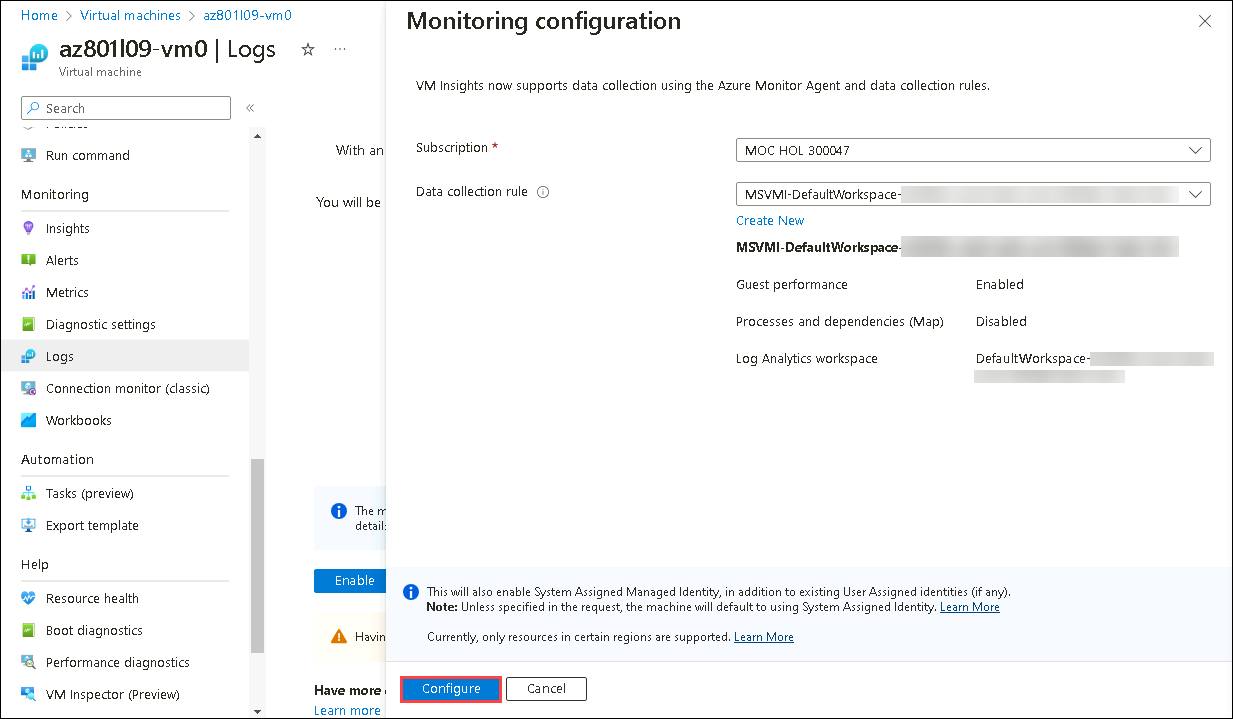 Home > Virtual machines > az801l09-vm0
az801l09-vm0 | Logs
Virtual machine
Search
Run command
Monitoring
Insights
Alerts
Metrics
Diagnostic settings
Logs
Connection monitor (classic)
Workbooks
Automation
Tasks (preview)
Export template
Help
Resource health
Boot diagnostics
Performance diagnostics
VM Inspector (Preview)
With an
You will be
The m
detail
Enable
Havin
Have more
Learn more
Monitoring configuration
VM Insights now supports data collection using the Azure Monitor Agent and data collection rules.
Subscription *
MOC HOL 300047
Data collection rule
MSVMI-DefaultWorkspace-
Create New
MSVMI-DefaultWorkspace-
Guest performance Enabled
Processes and dependencies (Map) Disabled
Log Analytics workspace DefaultWorkspace-
This will also enable System Assigned Managed Identity, in addition to existing User Assigned identities (if any).
Note: Unless specified in the request, the machine will default to using System Assigned Identity. Learn More
Currently, only resources in certain regions are supported. Learn More
Configure
Cancel